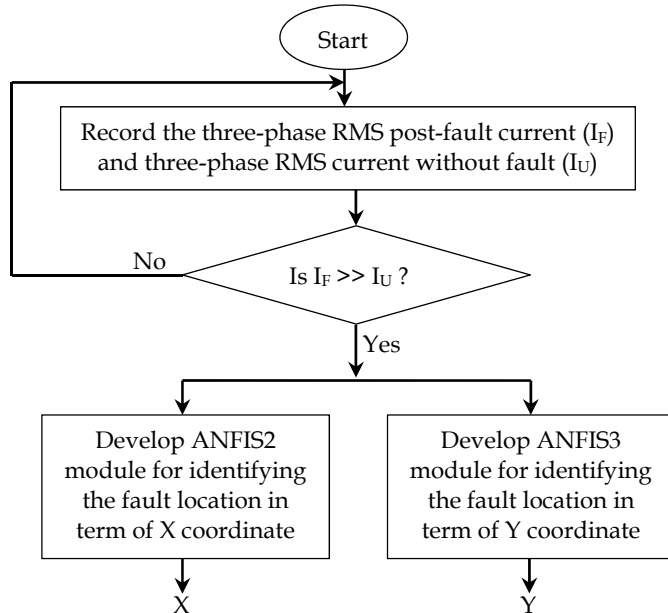 Start
Record the three-phase RMS post-fault current (IF)
and three-phase RMS current without fault (IU)
No
Is IF >> IU ?
Yes
Develop ANFIS2
module for identifying
the fault location in
term of X coordinate
Develop ANFIS3
module for identifying
the fault location in
term of Y coordinate
X
Y